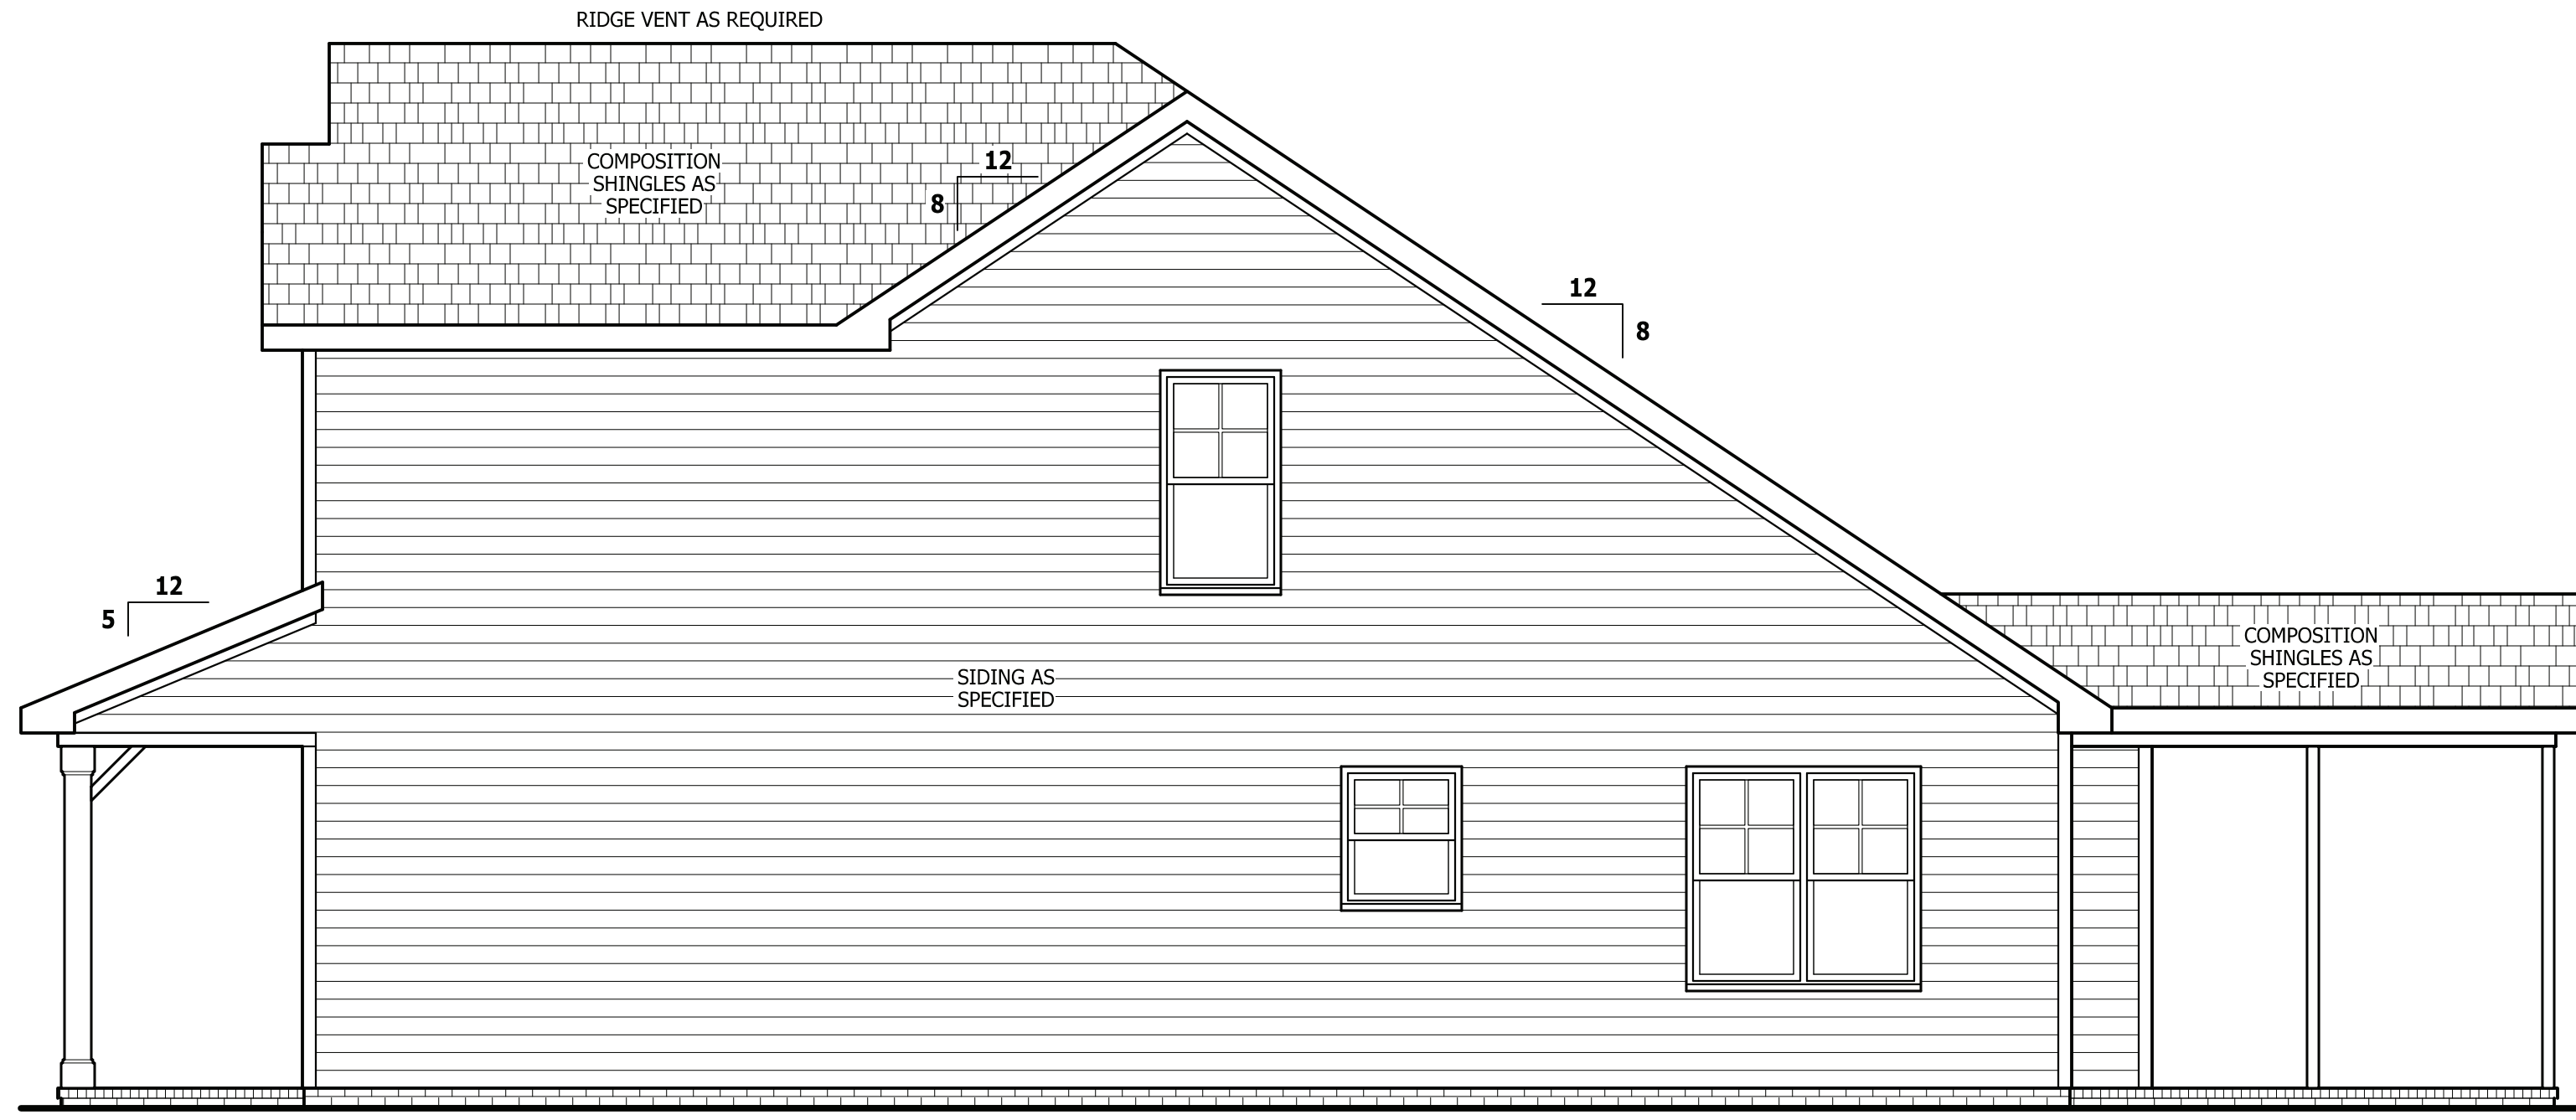 RIDGE VENT AS REQUIRED
COMPOSITION
SHINGLES AS
SPECIFIED
12
8
12
8
12
5
COMPOSITION
SHINGLES AS
SPECIFIED
SIDING AS
SPECIFIED